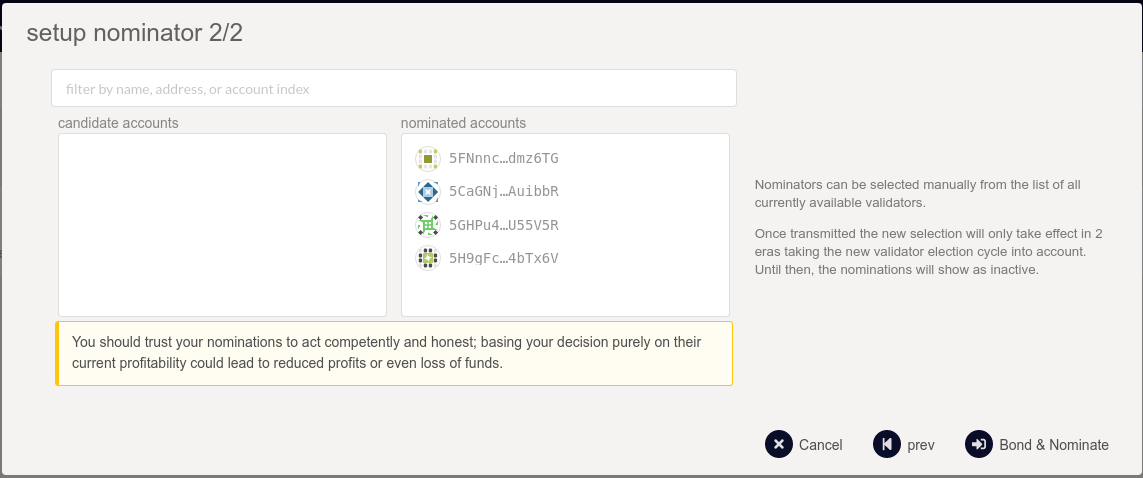 setup nominator 2/2
filter by name, address, or account index
candidate accounts
nominated accounts
5FNnnc…dmz6TG
5CaGNj…AuibbR
5GHPu4…U55V5R
5H9gFc…4bTx6V
Nominators can be selected manually from the list of all
currently available validators.
Once transmitted the new selection will only take effect in 2
eras taking the new validator election cycle into account.
Until then, the nominations will show as inactive.
You should trust your nominations to act competently and honest; basing your decision purely on their
current profitability could lead to reduced profits or even loss of funds.
Cancel
prev
Bond & Nominate